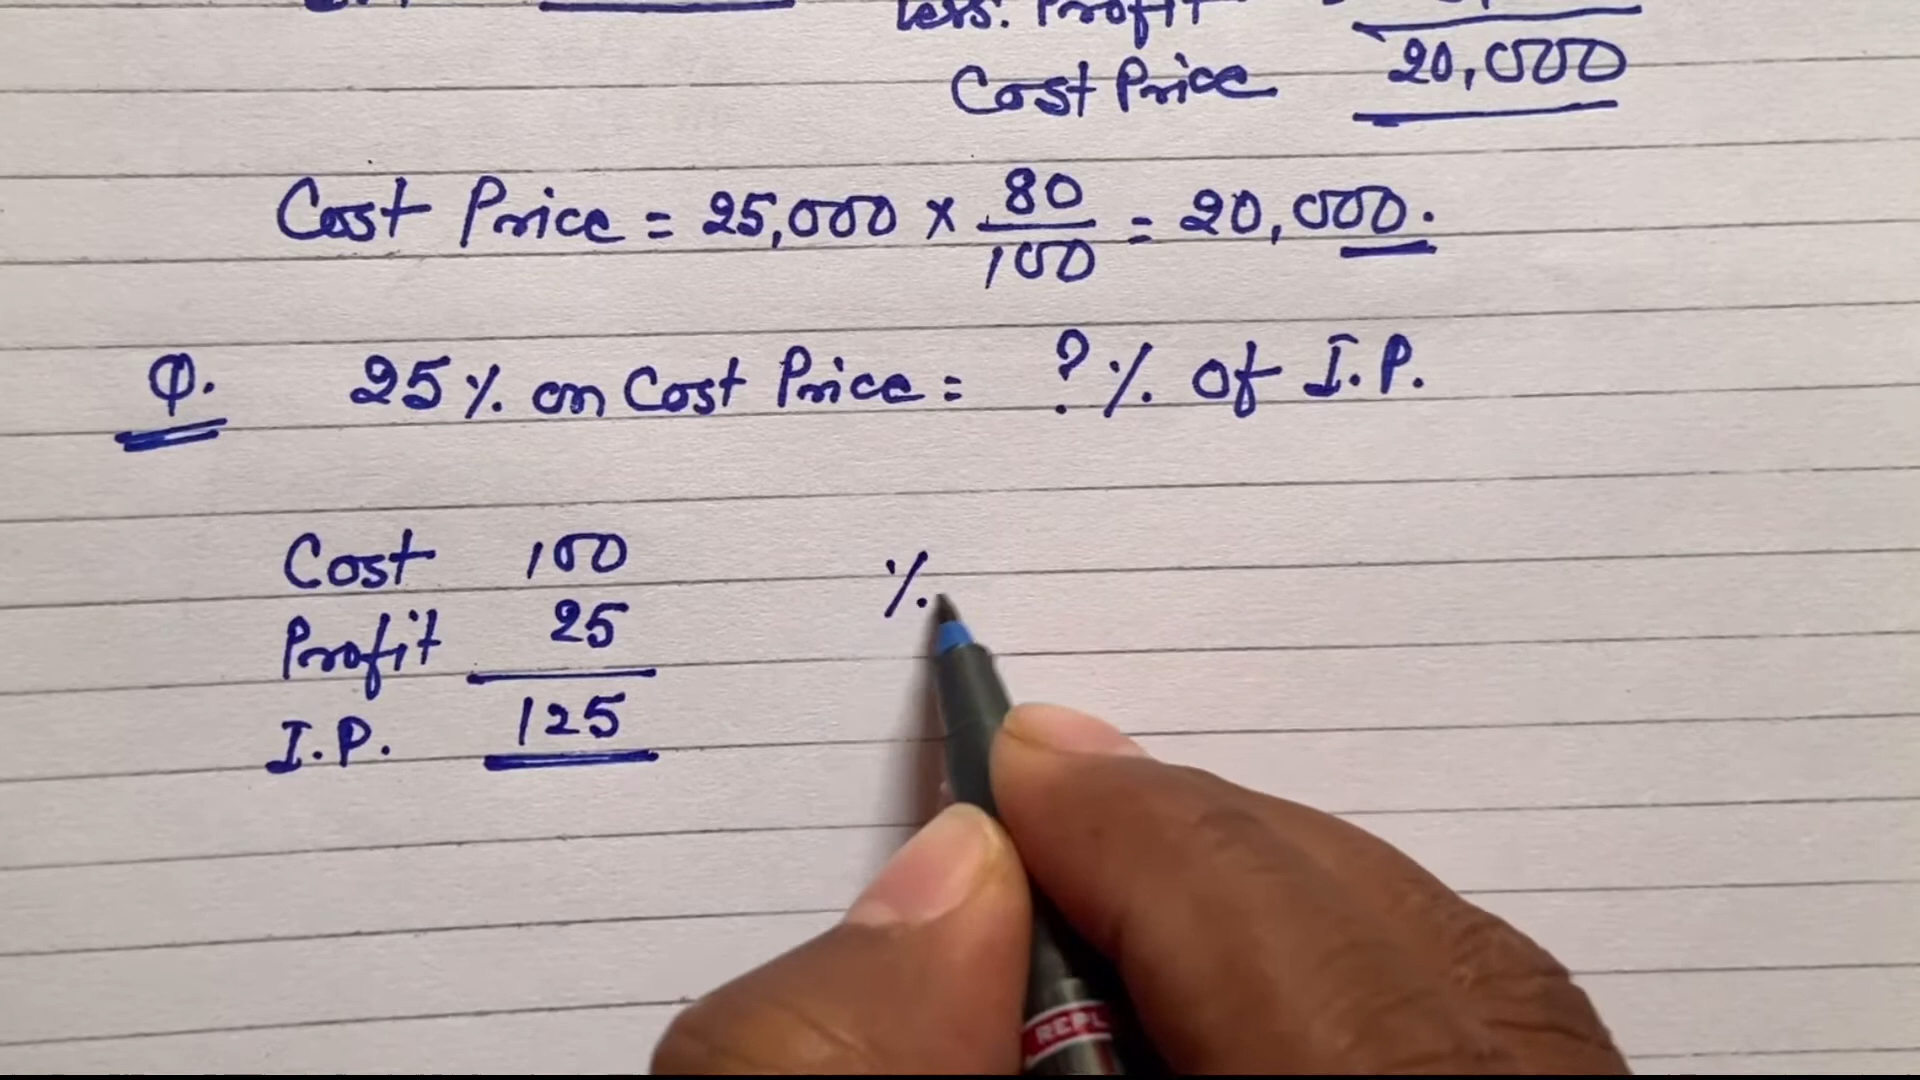 Less: Profit
Cost Price 20,000
Cost Price = 25,000 × 80/100 = 20,000.
Q. 25% on Cost Price = ?% of I.P.
Cost 100
Profit 25
I.P. 125
%
REPL